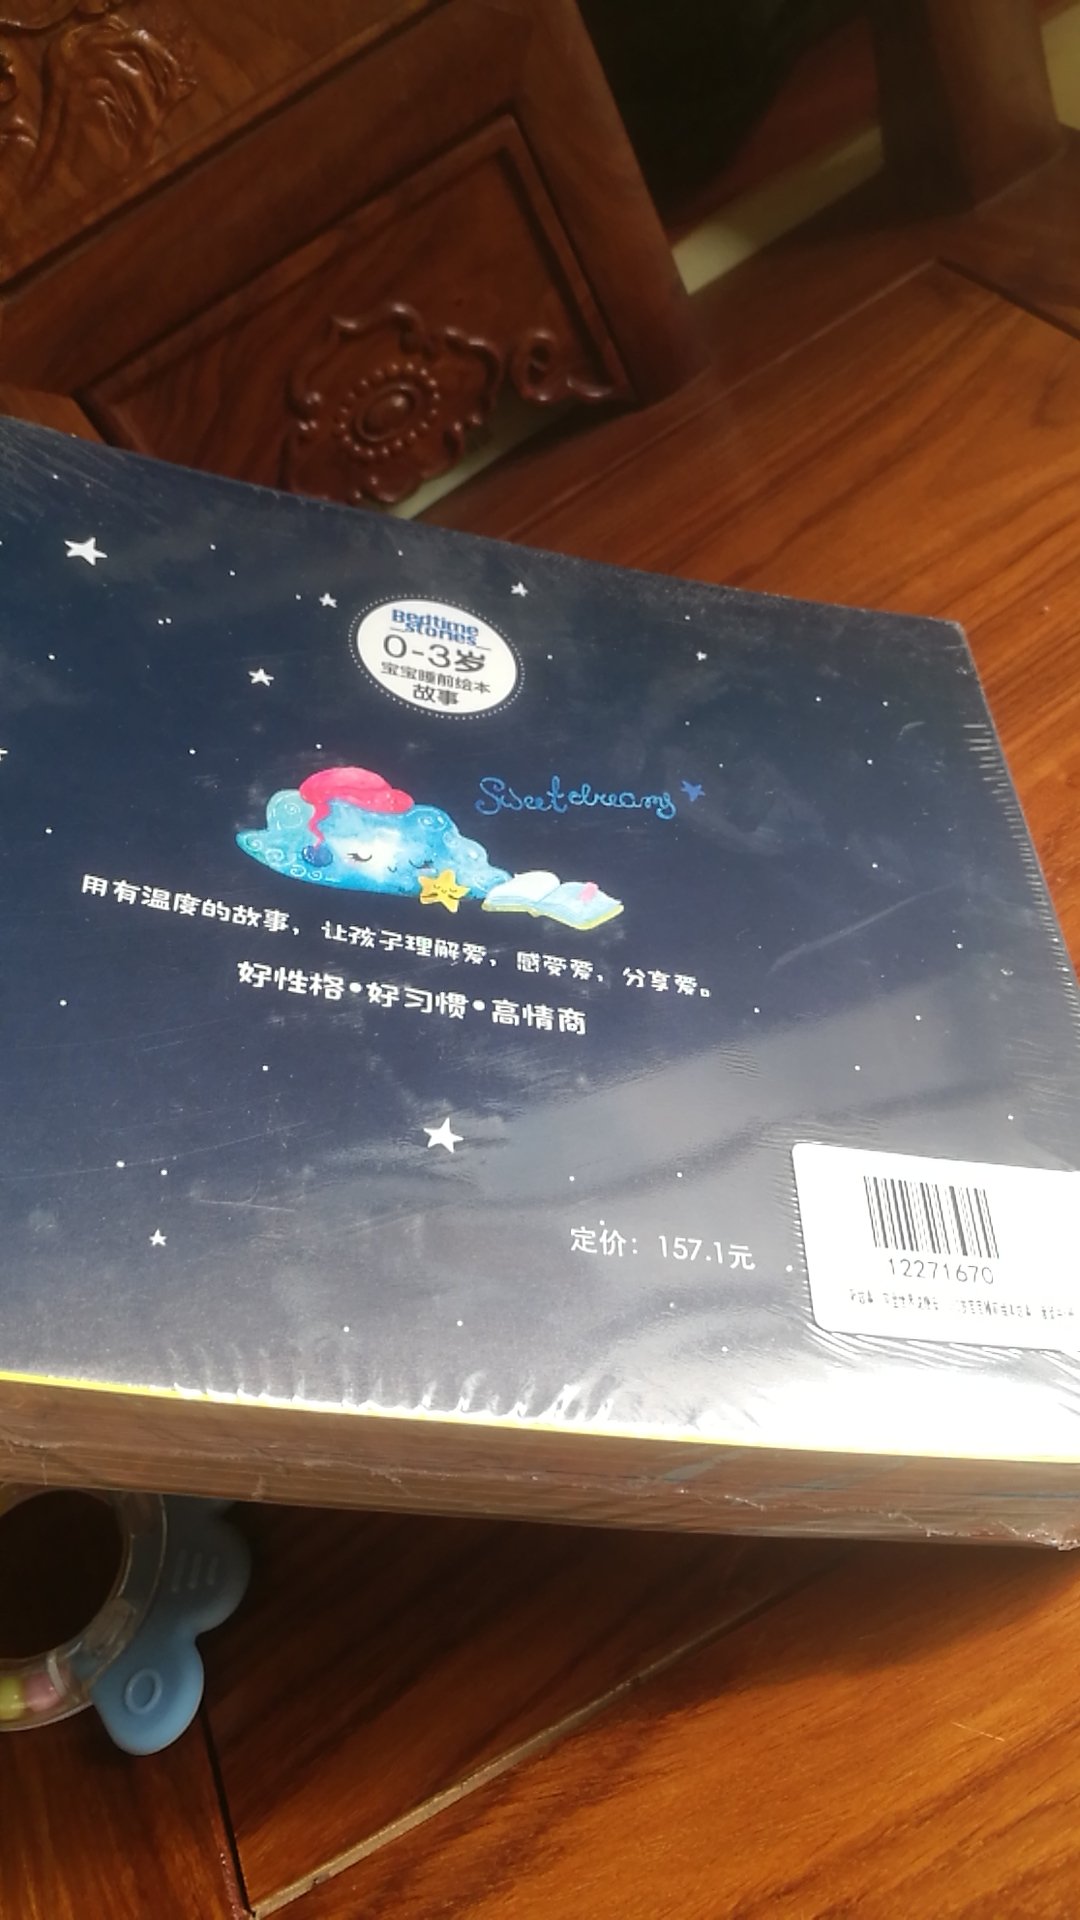 Bedtime
stories
0-3岁
宝宝睡前绘本
故事
Sweet dreams
用有温度的故事，让孩子理解爱，感受爱，分享爱。
好性格•好习惯•高情商
定价：157.1元
12271670